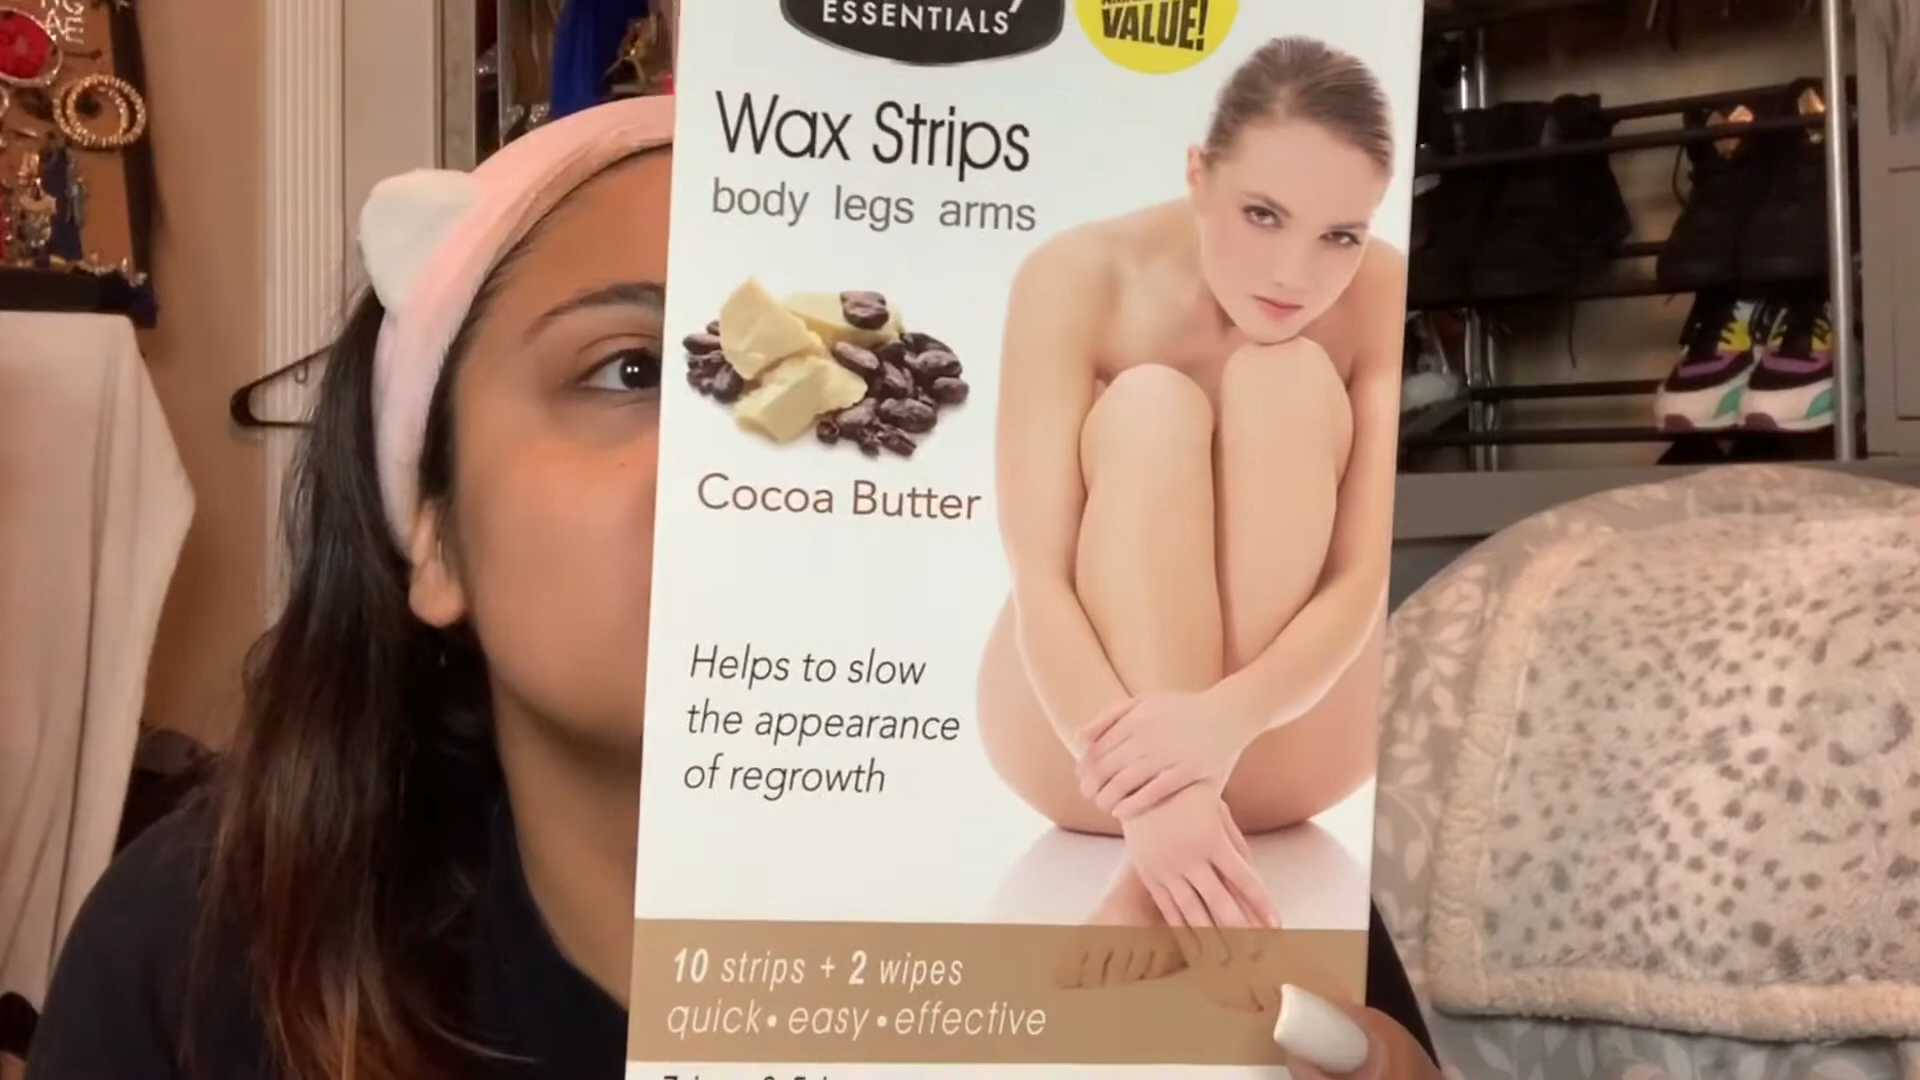 ESSENTIALS
VALUE!
Wax Strips
body legs arms
Cocoa Butter
Helps to slow
the appearance
of regrowth
10 strips + 2 wipes
quick • easy • effective